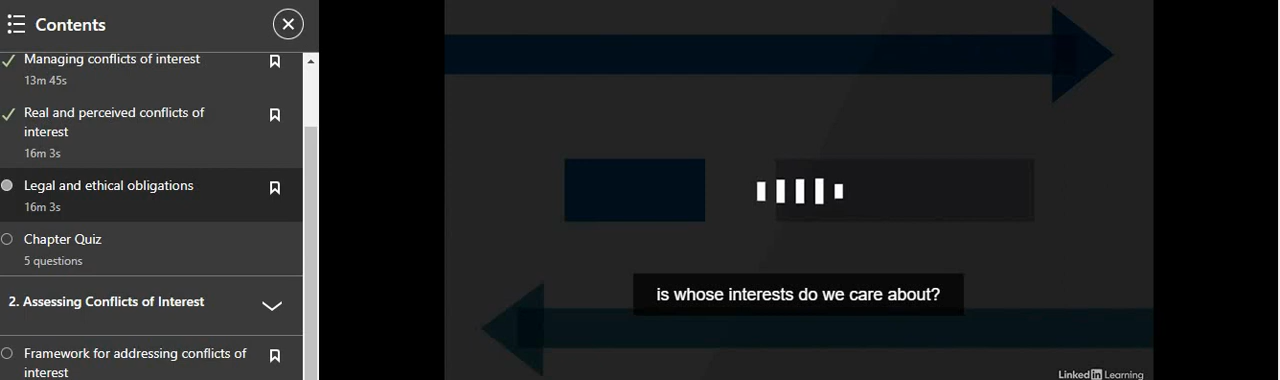 Contents
Managing conflicts of interest
13m 45s
Real and perceived conflicts of
interest
16m 3s
Legal and ethical obligations
16m 3s
Chapter Quiz
5 questions
2. Assessing Conflicts of Interest
Framework for addressing conflicts of
interest
is whose interests do we care about?
Linked in Learning